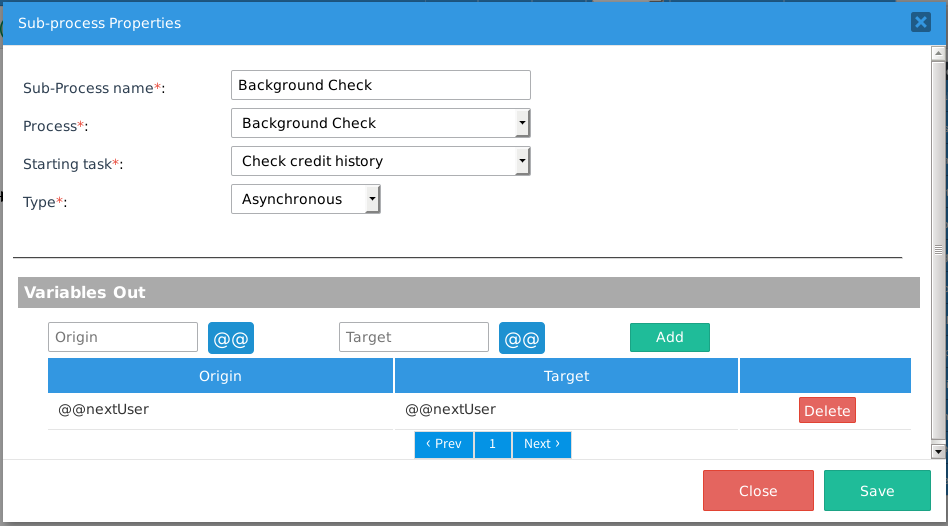 Sub-process Properties
Sub-Process name*: Background Check
Process*: Background Check
Starting task*: Check credit history
Type*: Asynchronous
Variables Out
Origin @@ Target @@ Add
Origin Target
@@nextUser @@nextUser Delete
‹ Prev 1 Next ›
Close Save